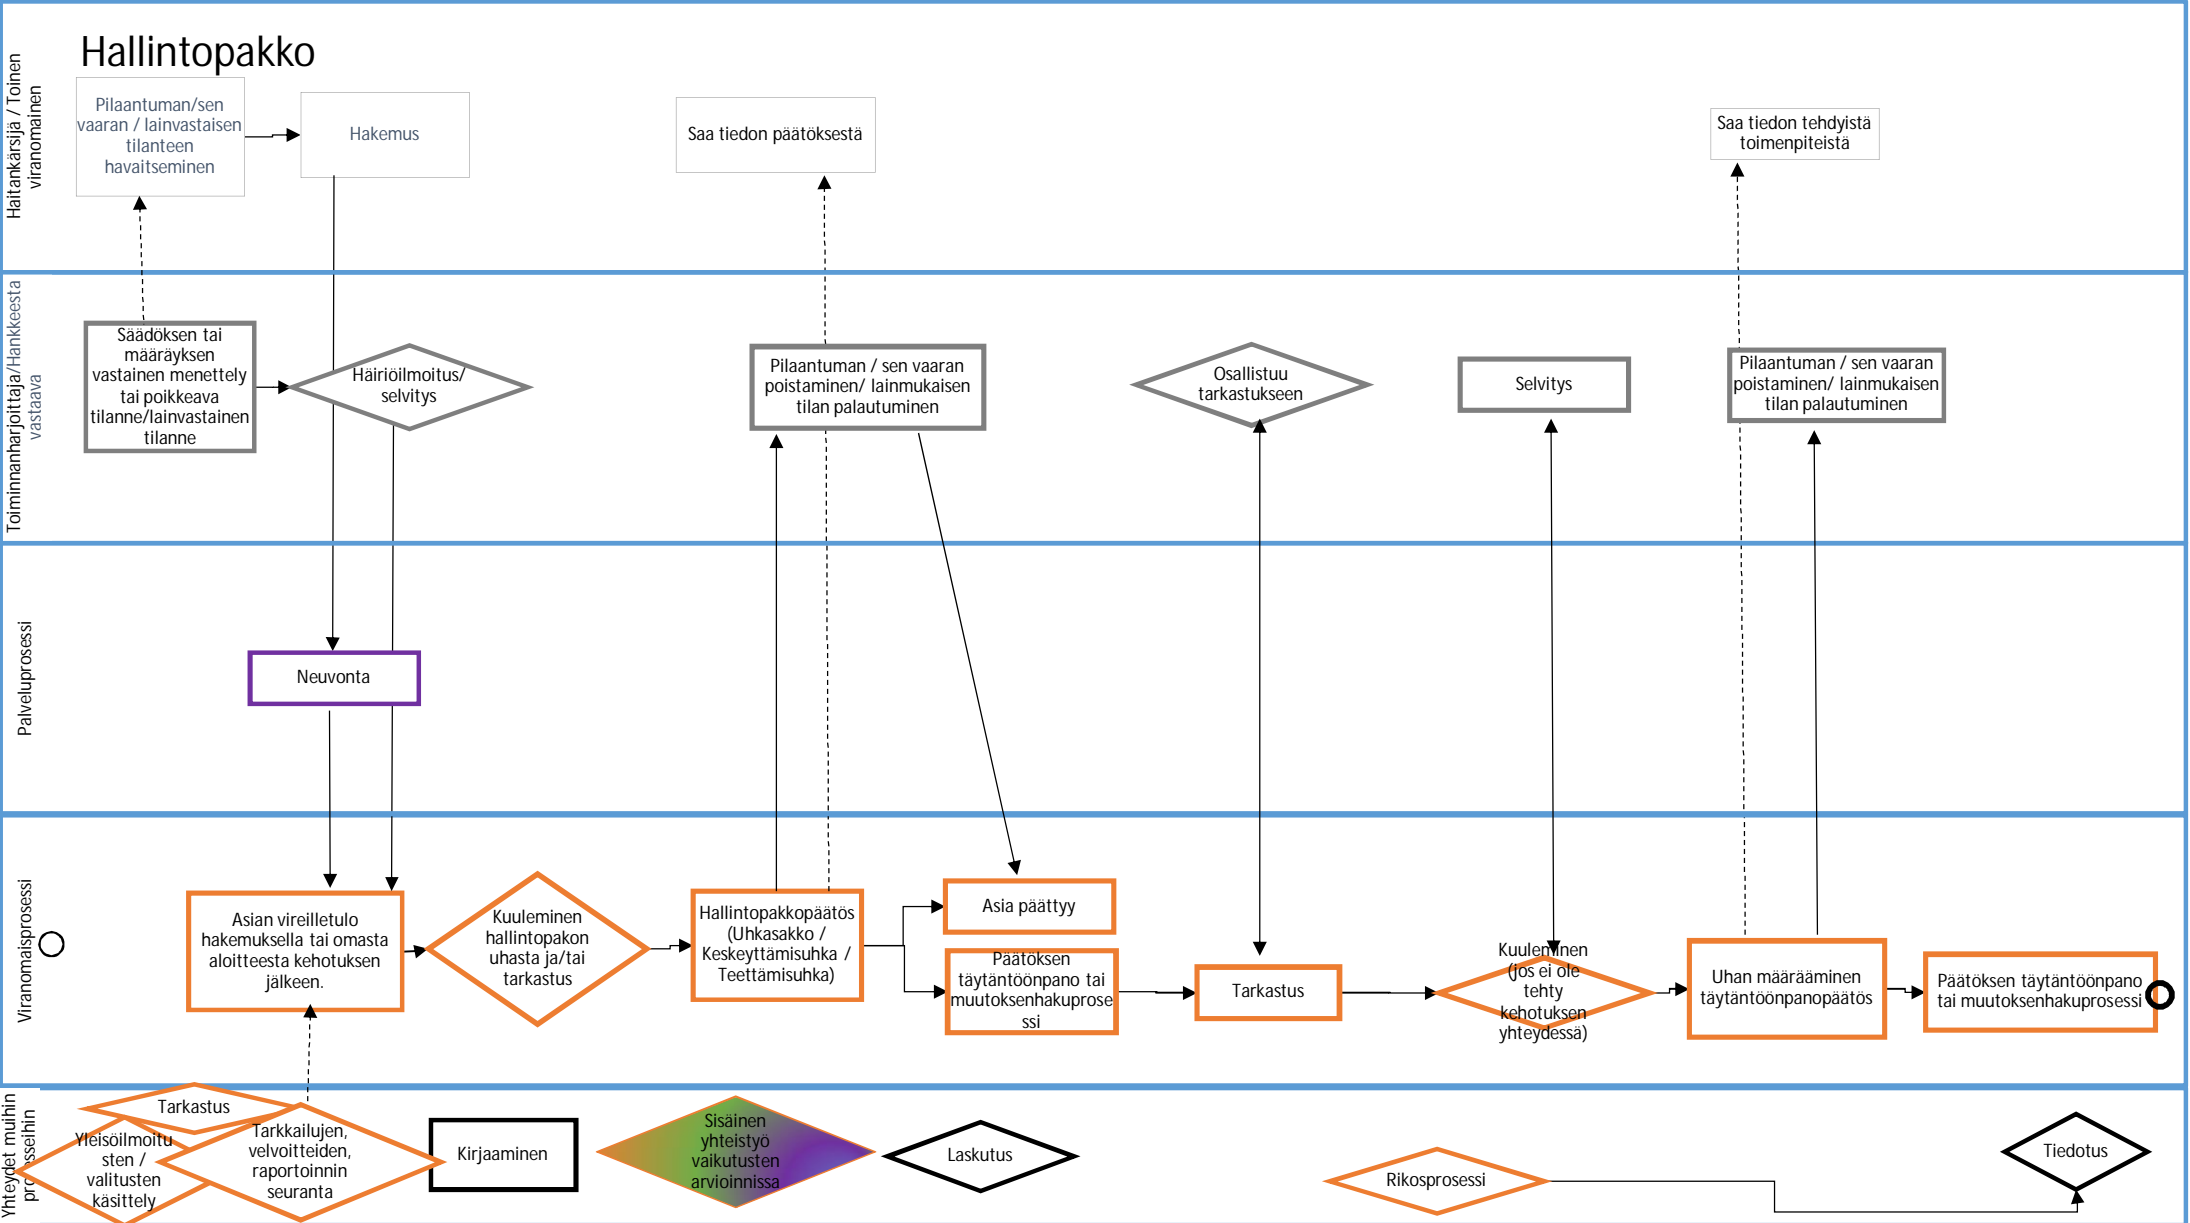 Hallintopakko
Haitankärsijä / Toinen
viranomainen
Pilaantuman/sen
vaaran / lainvastaisen
tilanteen
havaitseminen
Hakemus
Saa tiedon päätöksestä
Saa tiedon tehdyistä
toimenpiteistä
Toiminnanharjoittaja/Hankkeesta
vastaava
Säädöksen tai
määräyksen
vastainen menettely
tai poikkeava
tilanne/lainvastainen
tilanne
Häiriöilmoitus/
selvitys
Pilaantuman / sen vaaran
poistaminen/ lainmukaisen
tilan palautuminen
Osallistuu
tarkastukseen
Selvitys
Pilaantuman / sen vaaran
poistaminen/ lainmukaisen
tilan palautuminen
Palveluprosessi
Neuvonta
Viranomaisprosessi
Asian vireilletulo
hakemuksella tai omasta
aloitteesta kehotuksen
jälkeen.
Kuuleminen
hallintopakon
uhasta ja/tai
tarkastus
Hallintopakkopäätös
(Uhkasakko /
Keskeyttämisuhka /
Teettämisuhka)
Asia päättyy
Päätöksen
täytäntöönpano tai
muutoksenhakuprose
ssi
Tarkastus
Kuuleminen
(jos ei ole
tehty
kehotuksen
yhteydessä)
Uhan määrääminen
täytäntöönpanopäätös
Päätöksen täytäntöönpano
tai muutoksenhakuprosessi
Yhteydet muihin
prosesseihin
Tarkastus
Yleisöilmoitu
sten /
valitusten
käsittely
Tarkkailujen,
velvoitteiden,
raportoinnin
seuranta
Kirjaaminen
Sisäinen
yhteistyö
vaikutusten
arvioinnissa
Laskutus
Rikosprosessi
Tiedotus